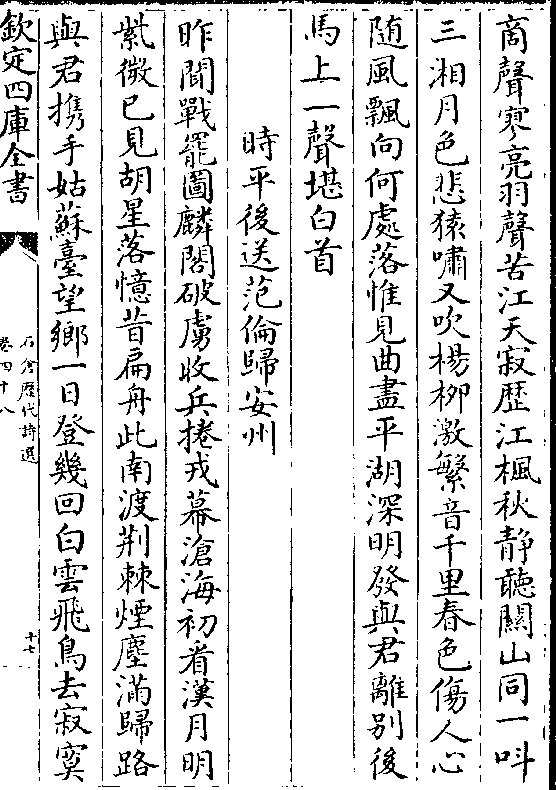 商聲寥亮羽聲苦江天寂歴江楓秋静聽關山同一呌
三湘月色悲猿嘯又吹楊栁激繁音千里春色傷人心
随風飄向何處落惟見曲盡平湖深明發與君離别後
馬上一聲堪白首
時平後送范倫歸安州
昨聞戰罷圖麟閣破虜收兵捲戎幕滄海初看漢月明
紫微已見胡星落憶昔扁舟此南渡荆棘煙塵滿歸路
與君携手姑蘇臺望鄉一日登幾回白雲飛鳥去寂寞
欽定四庫全書
石倉歴代詩選
卷四十八
十七